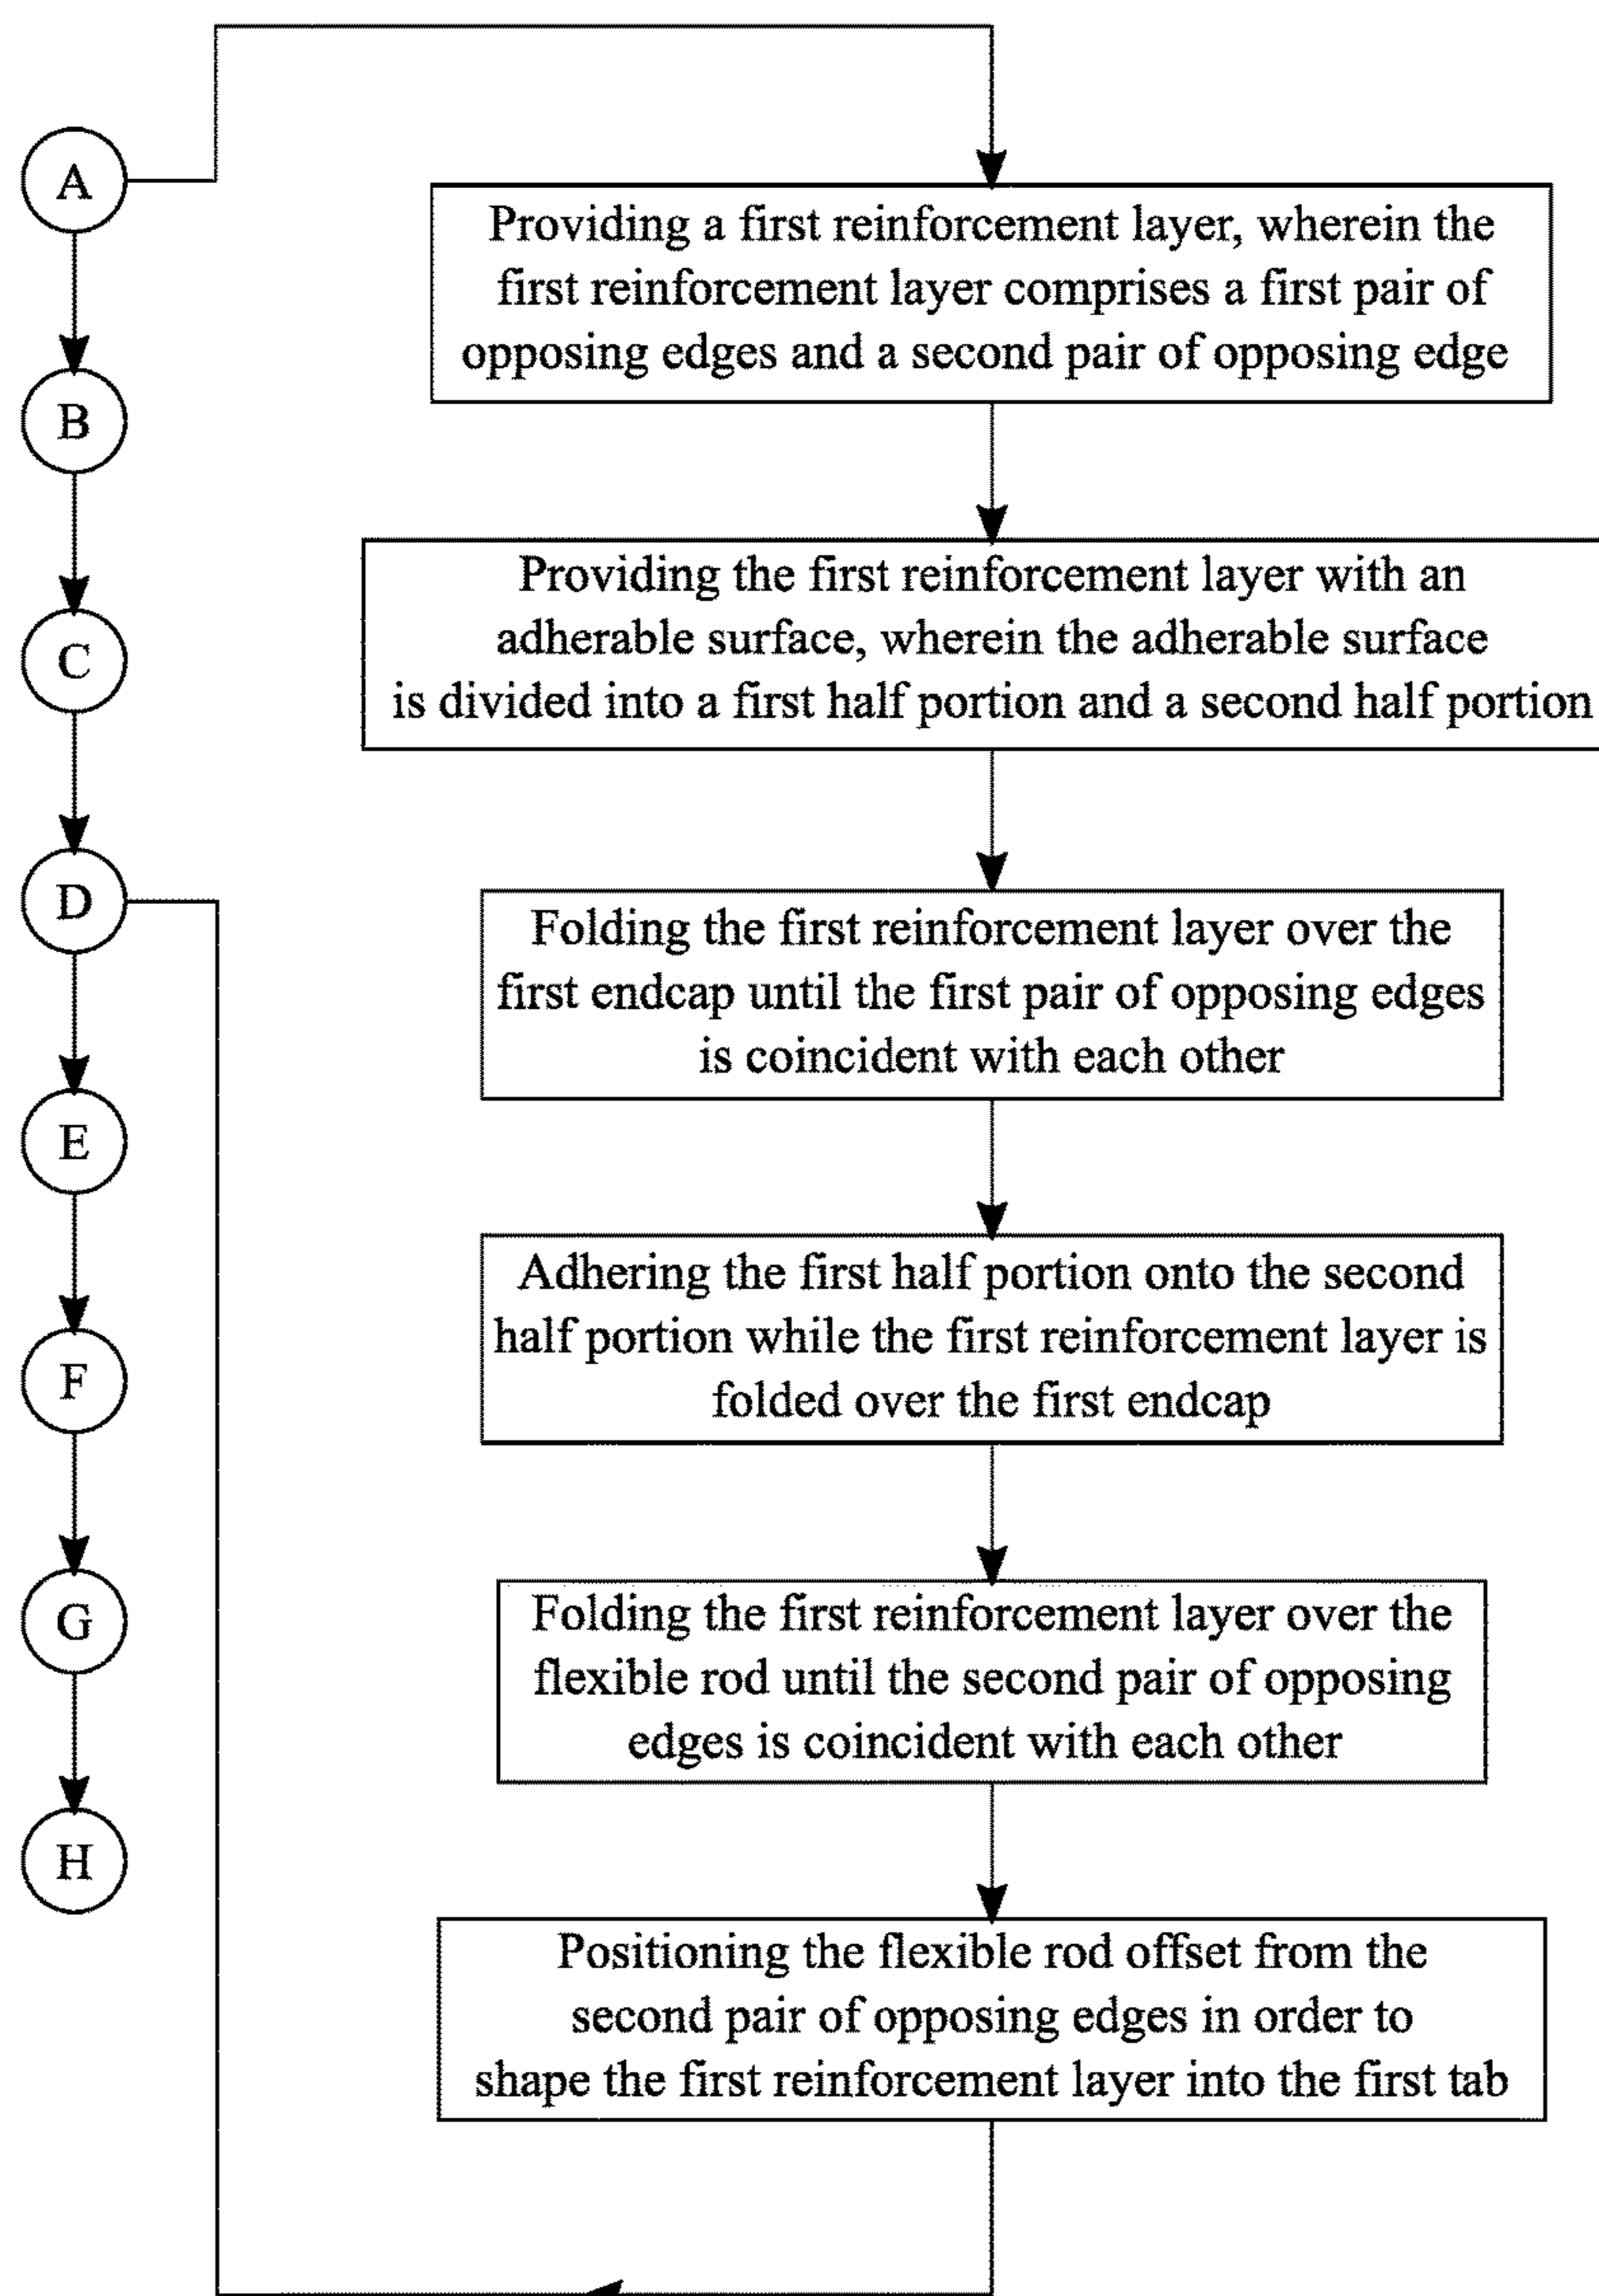 A
B
C
D
E
F
G
H
Providing a first reinforcement layer, wherein the
first reinforcement layer comprises a first pair of
opposing edges and a second pair of opposing edge
Providing the first reinforcement layer with an
adherable surface, wherein the adherable surface
is divided into a first half portion and a second half portion
Folding the first reinforcement layer over the
first endcap until the first pair of opposing edges
is coincident with each other
Adhering the first half portion onto the second
half portion while the first reinforcement layer is
folded over the first endcap
Folding the first reinforcement layer over the
flexible rod until the second pair of opposing
edges is coincident with each other
Positioning the flexible rod offset from the
second pair of opposing edges in order to
shape the first reinforcement layer into the first tab